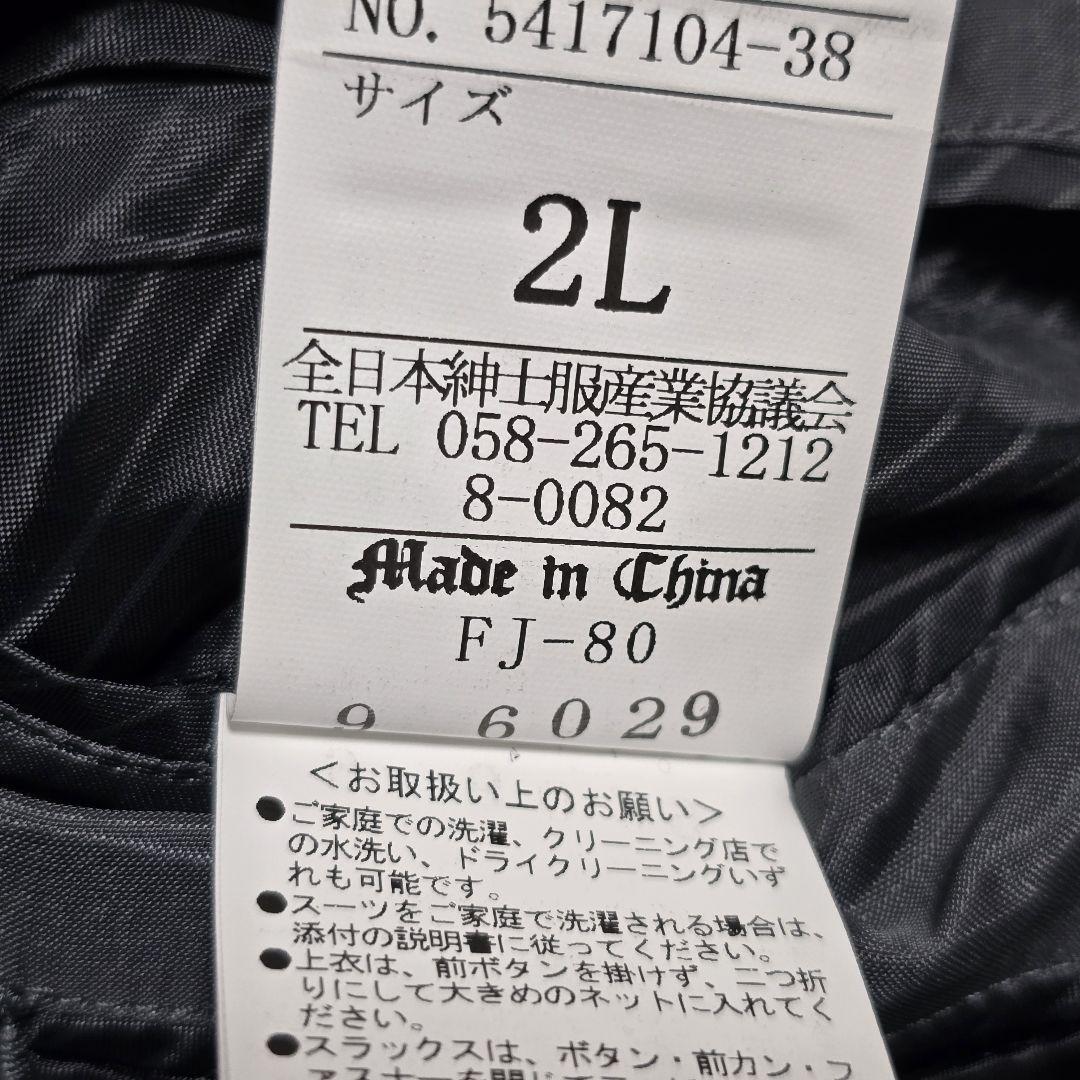 NO. 5417104-38
サイズ
2L
全日本紳士服産業協議会
TEL 058-265-1212
8-0082
Made in China
FJ-80
9 6029
<お取扱い上のお願い>
●ご家庭での洗濯、クリーニング店で
の水洗い、ドライクリーニングいず
れも可能です。
●スーツをご家庭で洗濯される場合は、
添付の説明書に従ってください。
●上衣は、前ボタンを掛けず、二つ折
りにして大きめのネットに入れてく
ださい。
●スラックスは、ボタン・前カン・フ
ァスナーを閉じて